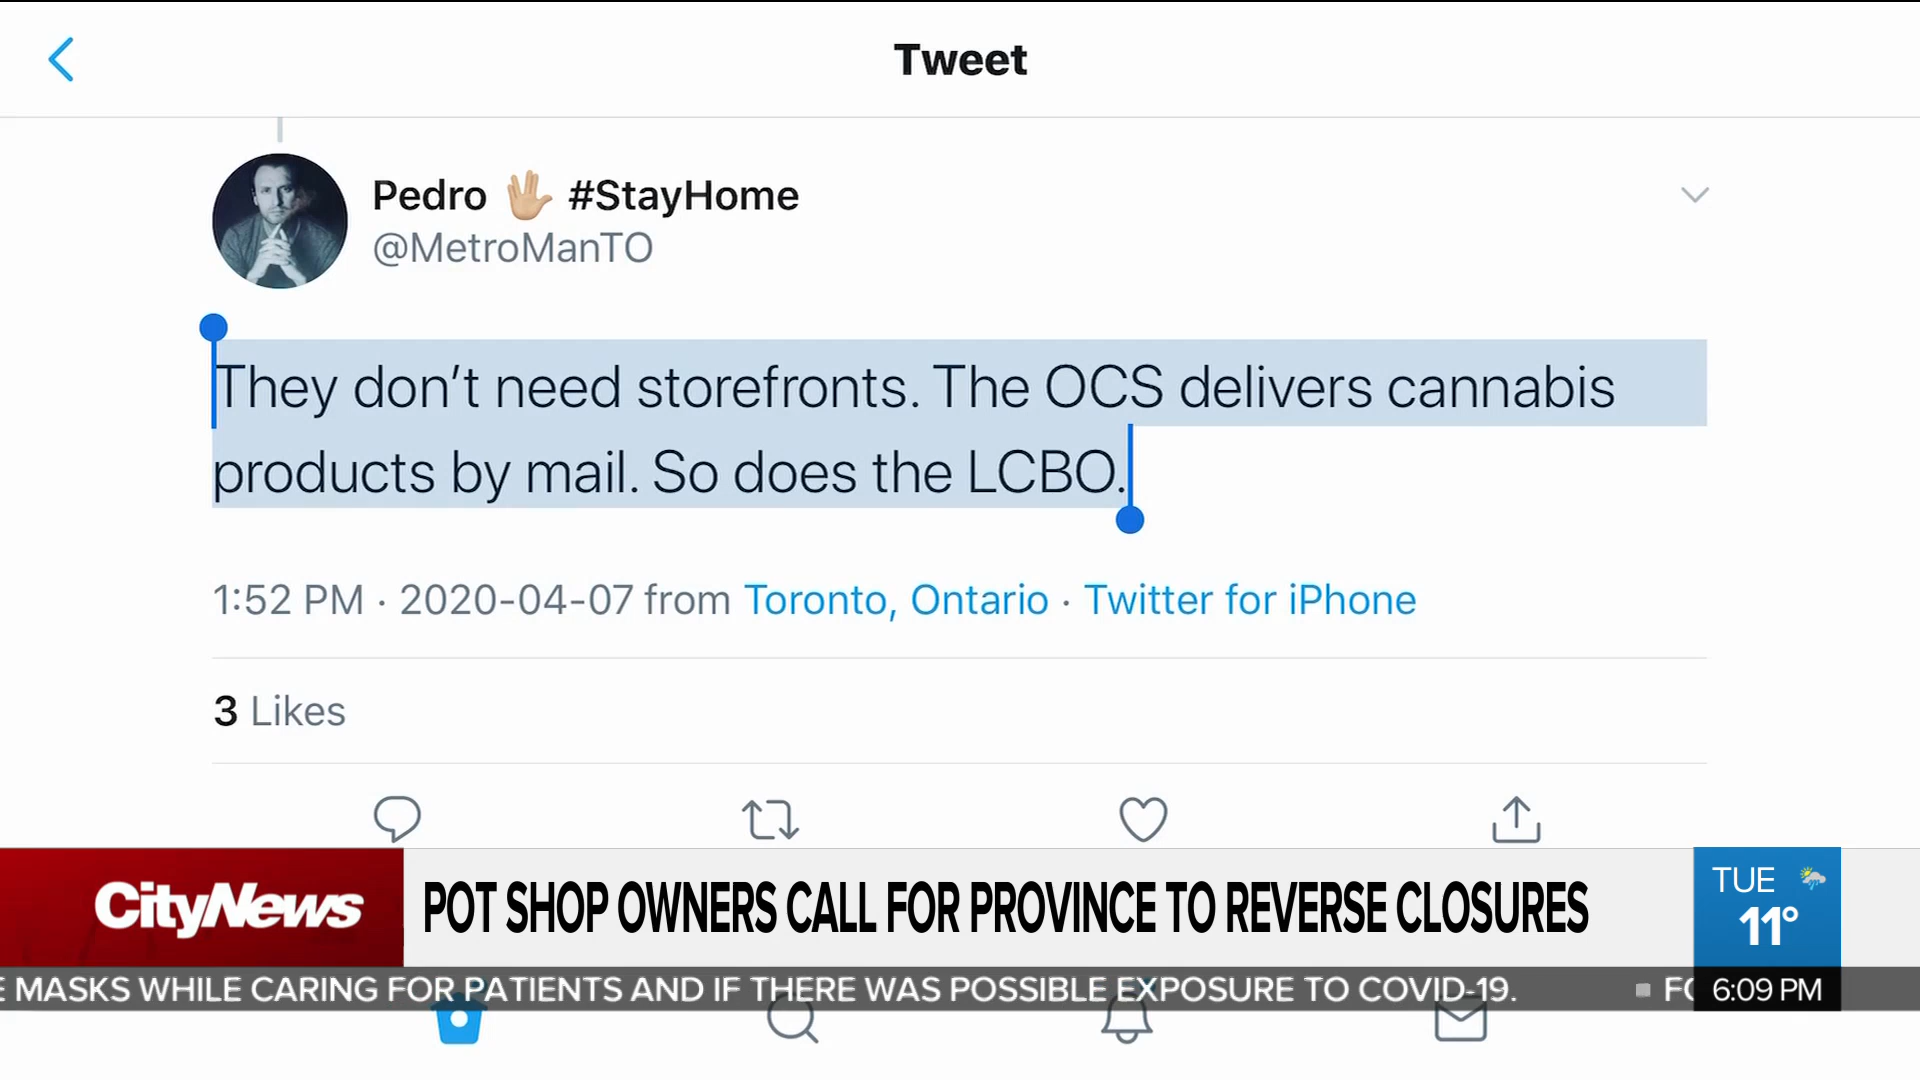 Tweet
Pedro 🖖🏼 #StayHome
@MetroManTO
They don’t need storefronts. The OCS delivers cannabis
products by mail. So does the LCBO.
1:52 PM · 2020-04-07 from Toronto, Ontario · Twitter for iPhone
3 Likes
CityNews
POT SHOP OWNERS CALL FOR PROVINCE TO REVERSE CLOSURES
TUE
11°
MASKS WHILE CARING FOR PATIENTS AND IF THERE WAS POSSIBLE EXPOSURE TO COVID-19.
6:09 PM